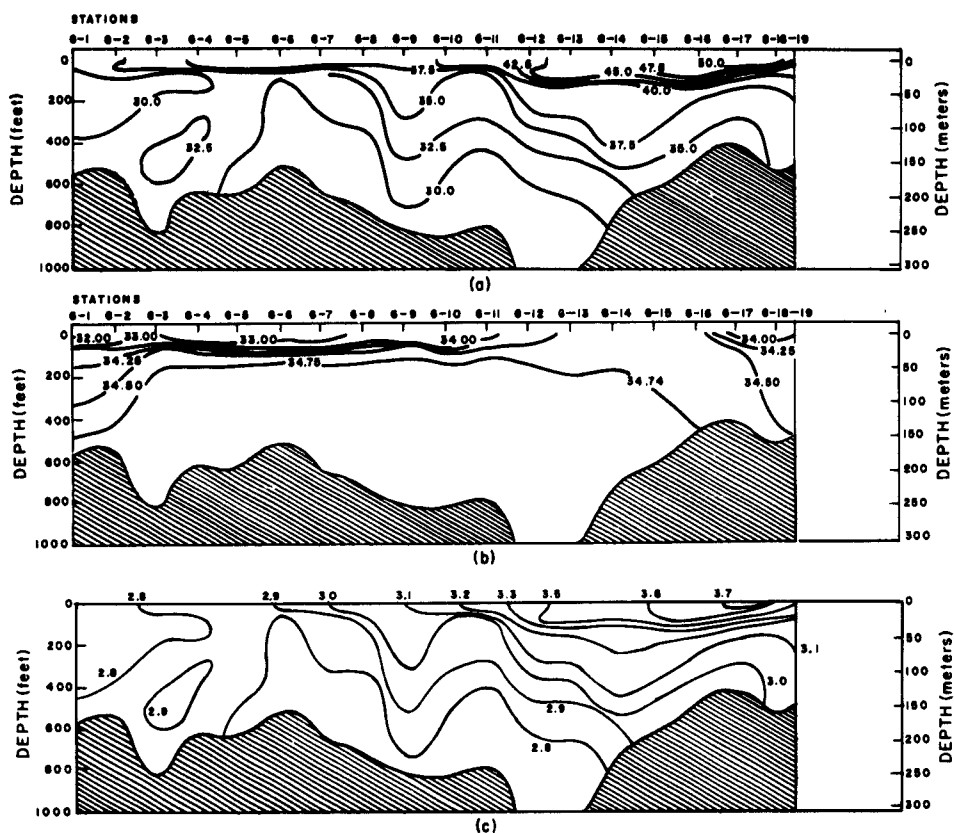 STATIONS
6-1 6-2 6-3 6-4 6-5 6-6 6-7 6-9 6-10 6-11 6-12 6-13 6-14 6-15 6-16 6-17 6-18-19
0 200 400 600 800 1000
DEPTH (feet)
30.0 32.5 37.5 35.0 32.5 30.0 42.5 45.0 47.5 50.0 40.0 37.5 35.0
0 50 100 150 200 250 300
DEPTH (meters)
(a)
STATIONS
6-1 6-2 6-3 6-4 6-5 6-6 6-7 6-8 6-9 6-10 6-11 6-12 6-13 6-14 6-15 6-16 6-17 6-18-19
0 200 400 600 800 1000
DEPTH (feet)
32.00 33.00 33.00 34.00 34.00 34.25 34.25 34.75 34.74 34.50 34.50
0 50 100 150 200 250 300
DEPTH (meters)
(b)
2.8 2.9 3.0 3.1 3.2 3.3 3.5 3.6 3.7
0 200 400 600 800 1000
DEPTH (feet)
2.8 2.9 2.9 2.8 3.0 3.1
0 50 100 150 200 250 300
DEPTH (meters)
(c)